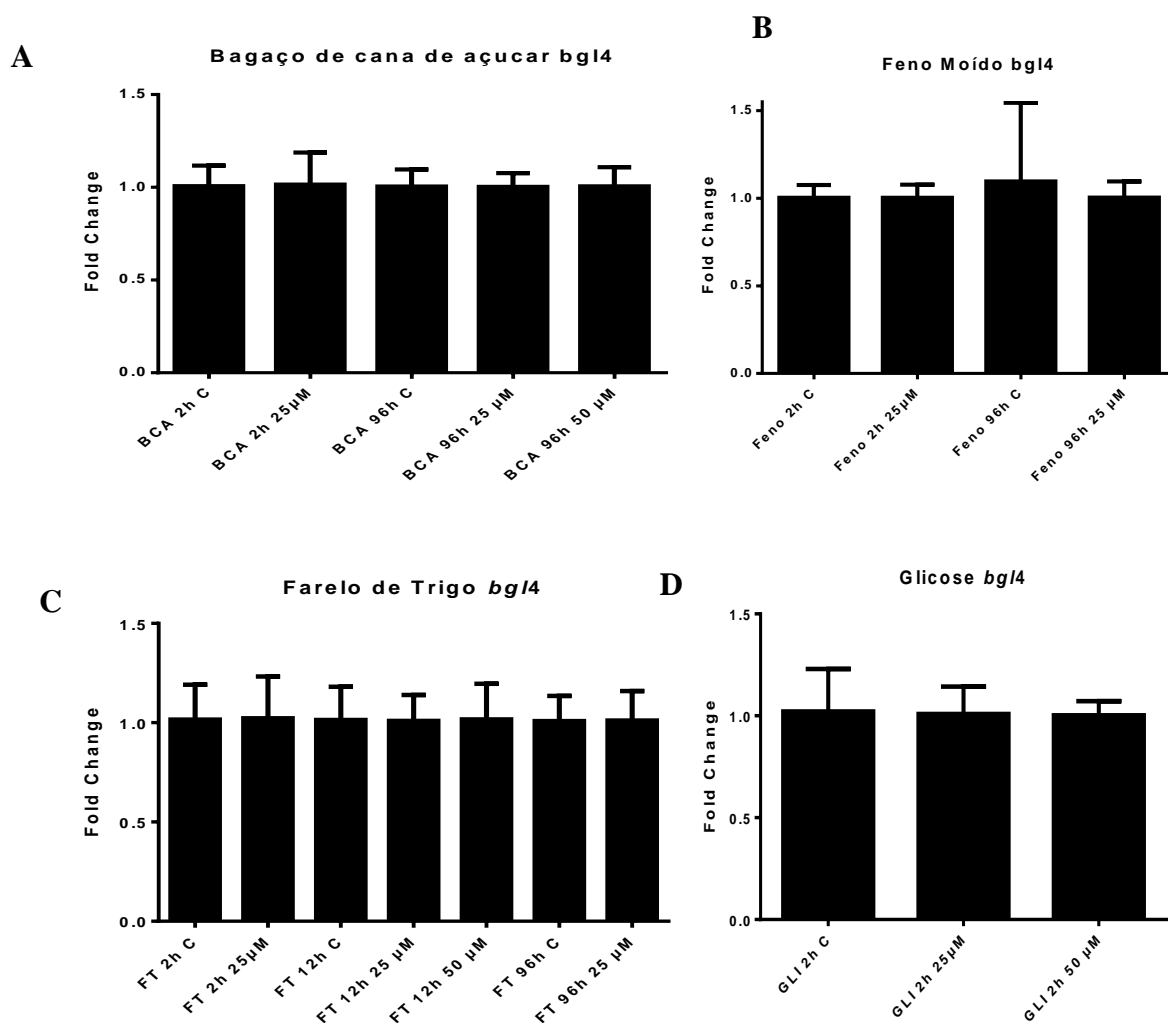 A
Bagaço de cana de açucar bgl4
Fold Change
1.5
1.0
0.5
0.0
BCA 2h C
BCA 2h 25µM
BCA 96h C
BCA 96h 25 µM
BCA 96h 50 µM
B
Feno Moído bgl4
Fold Change
1.5
1.0
0.5
0.0
Feno 2h C
Feno 2h 25µM
Feno 96h C
Feno 96h 25 µM
C
Farelo de Trigo bgl4
Fold Change
1.5
1.0
0.5
0.0
FT 2h C
FT 2h 25µM
FT 12h C
FT 12h 25 µM
FT 12h 50 µM
FT 96h C
FT 96h 25 µM
D
Glicose bgl4
Fold Change
1.5
1.0
0.5
0.0
GLI 2h C
GLI 2h 25µM
GLI 2h 50 µM